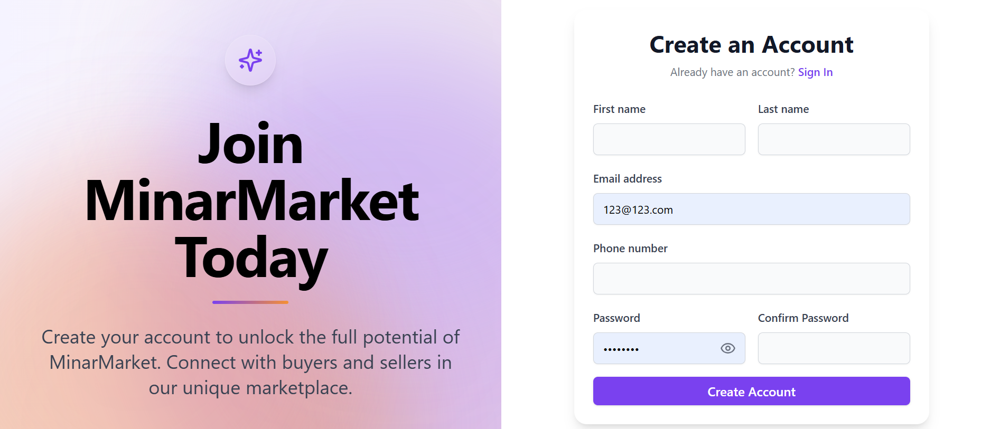 Join
MinarMarket
Today
Create your account to unlock the full potential of
MinarMarket. Connect with buyers and sellers in
our unique marketplace.
Create an Account
Already have an account? Sign In
First name
Last name
Email address
123@123.com
Phone number
Password
Confirm Password
••••••••
Create Account